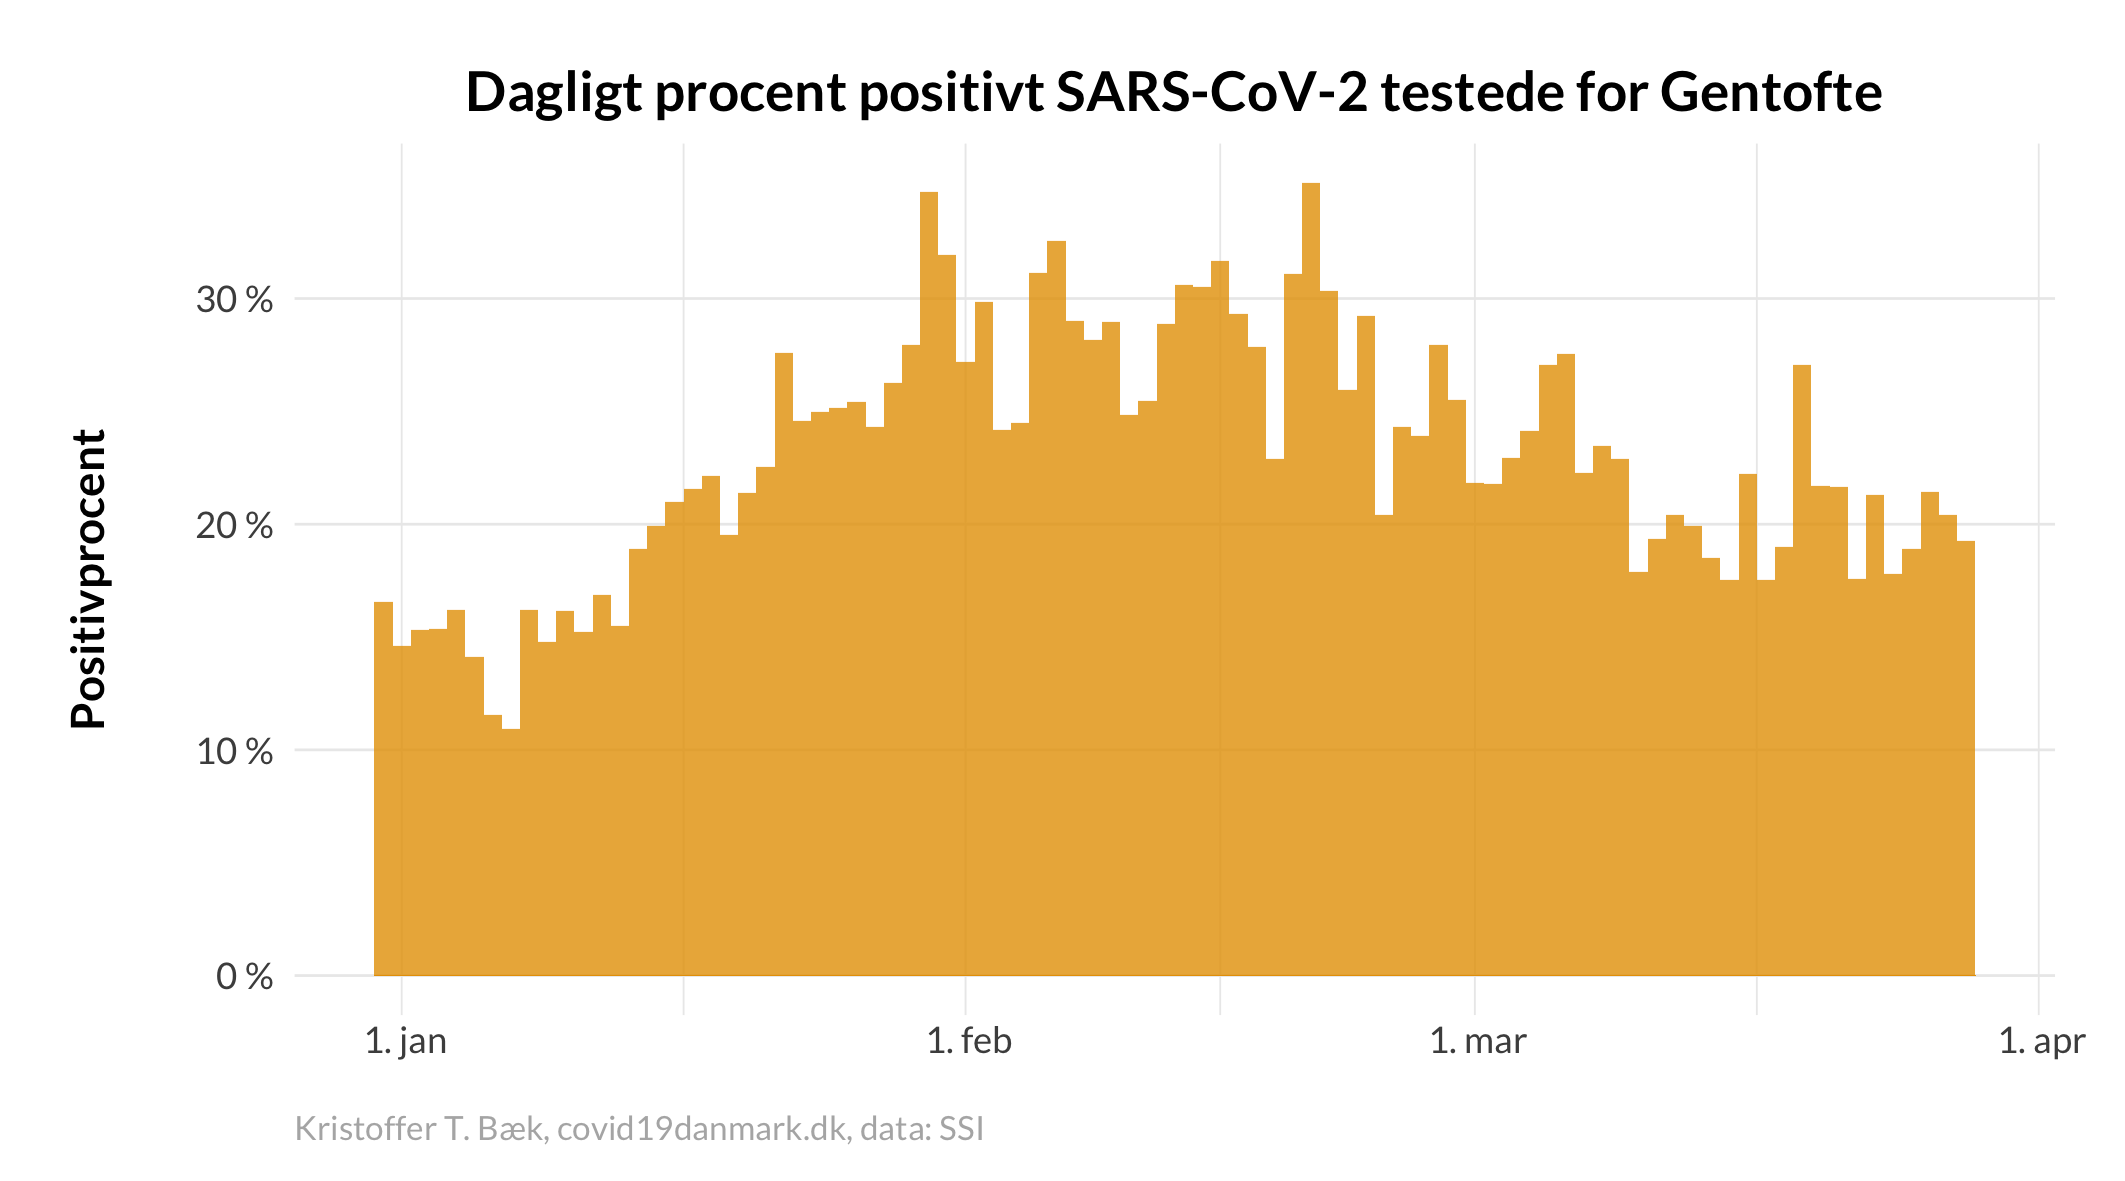 Dagligt procent positivt SARS-CoV-2 testede for Gentofte
Positivprocent
30 %
20 %
10 %
0 %
1. jan
1. feb
1. mar
1. apr
Kristoffer T. Bæk, covid19danmark.dk, data: SSI